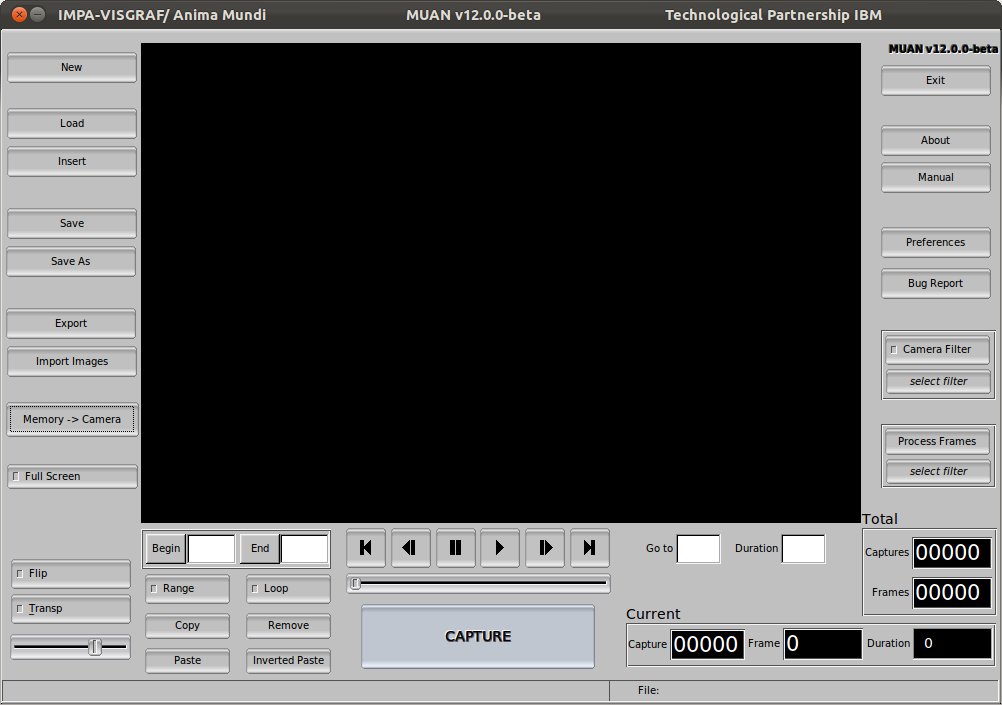 IMPA-VISGRAF/ Anima Mundi MUAN v12.0.0-beta Technological Partnership IBM
MUAN v12.0.0-beta
New
Load
Insert
Save
Save As
Export
Import Images
Memory -> Camera
Full Screen
Flip
Transp
Begin
End
Range
Loop
Copy
Remove
Paste
Inverted Paste
CAPTURE
Go to
Duration
Exit
About
Manual
Preferences
Bug Report
Camera Filter
select filter
Process Frames
select filter
Total
Captures 00000
Frames 00000
Current
Capture 00000 Frame 0 Duration 0
File: